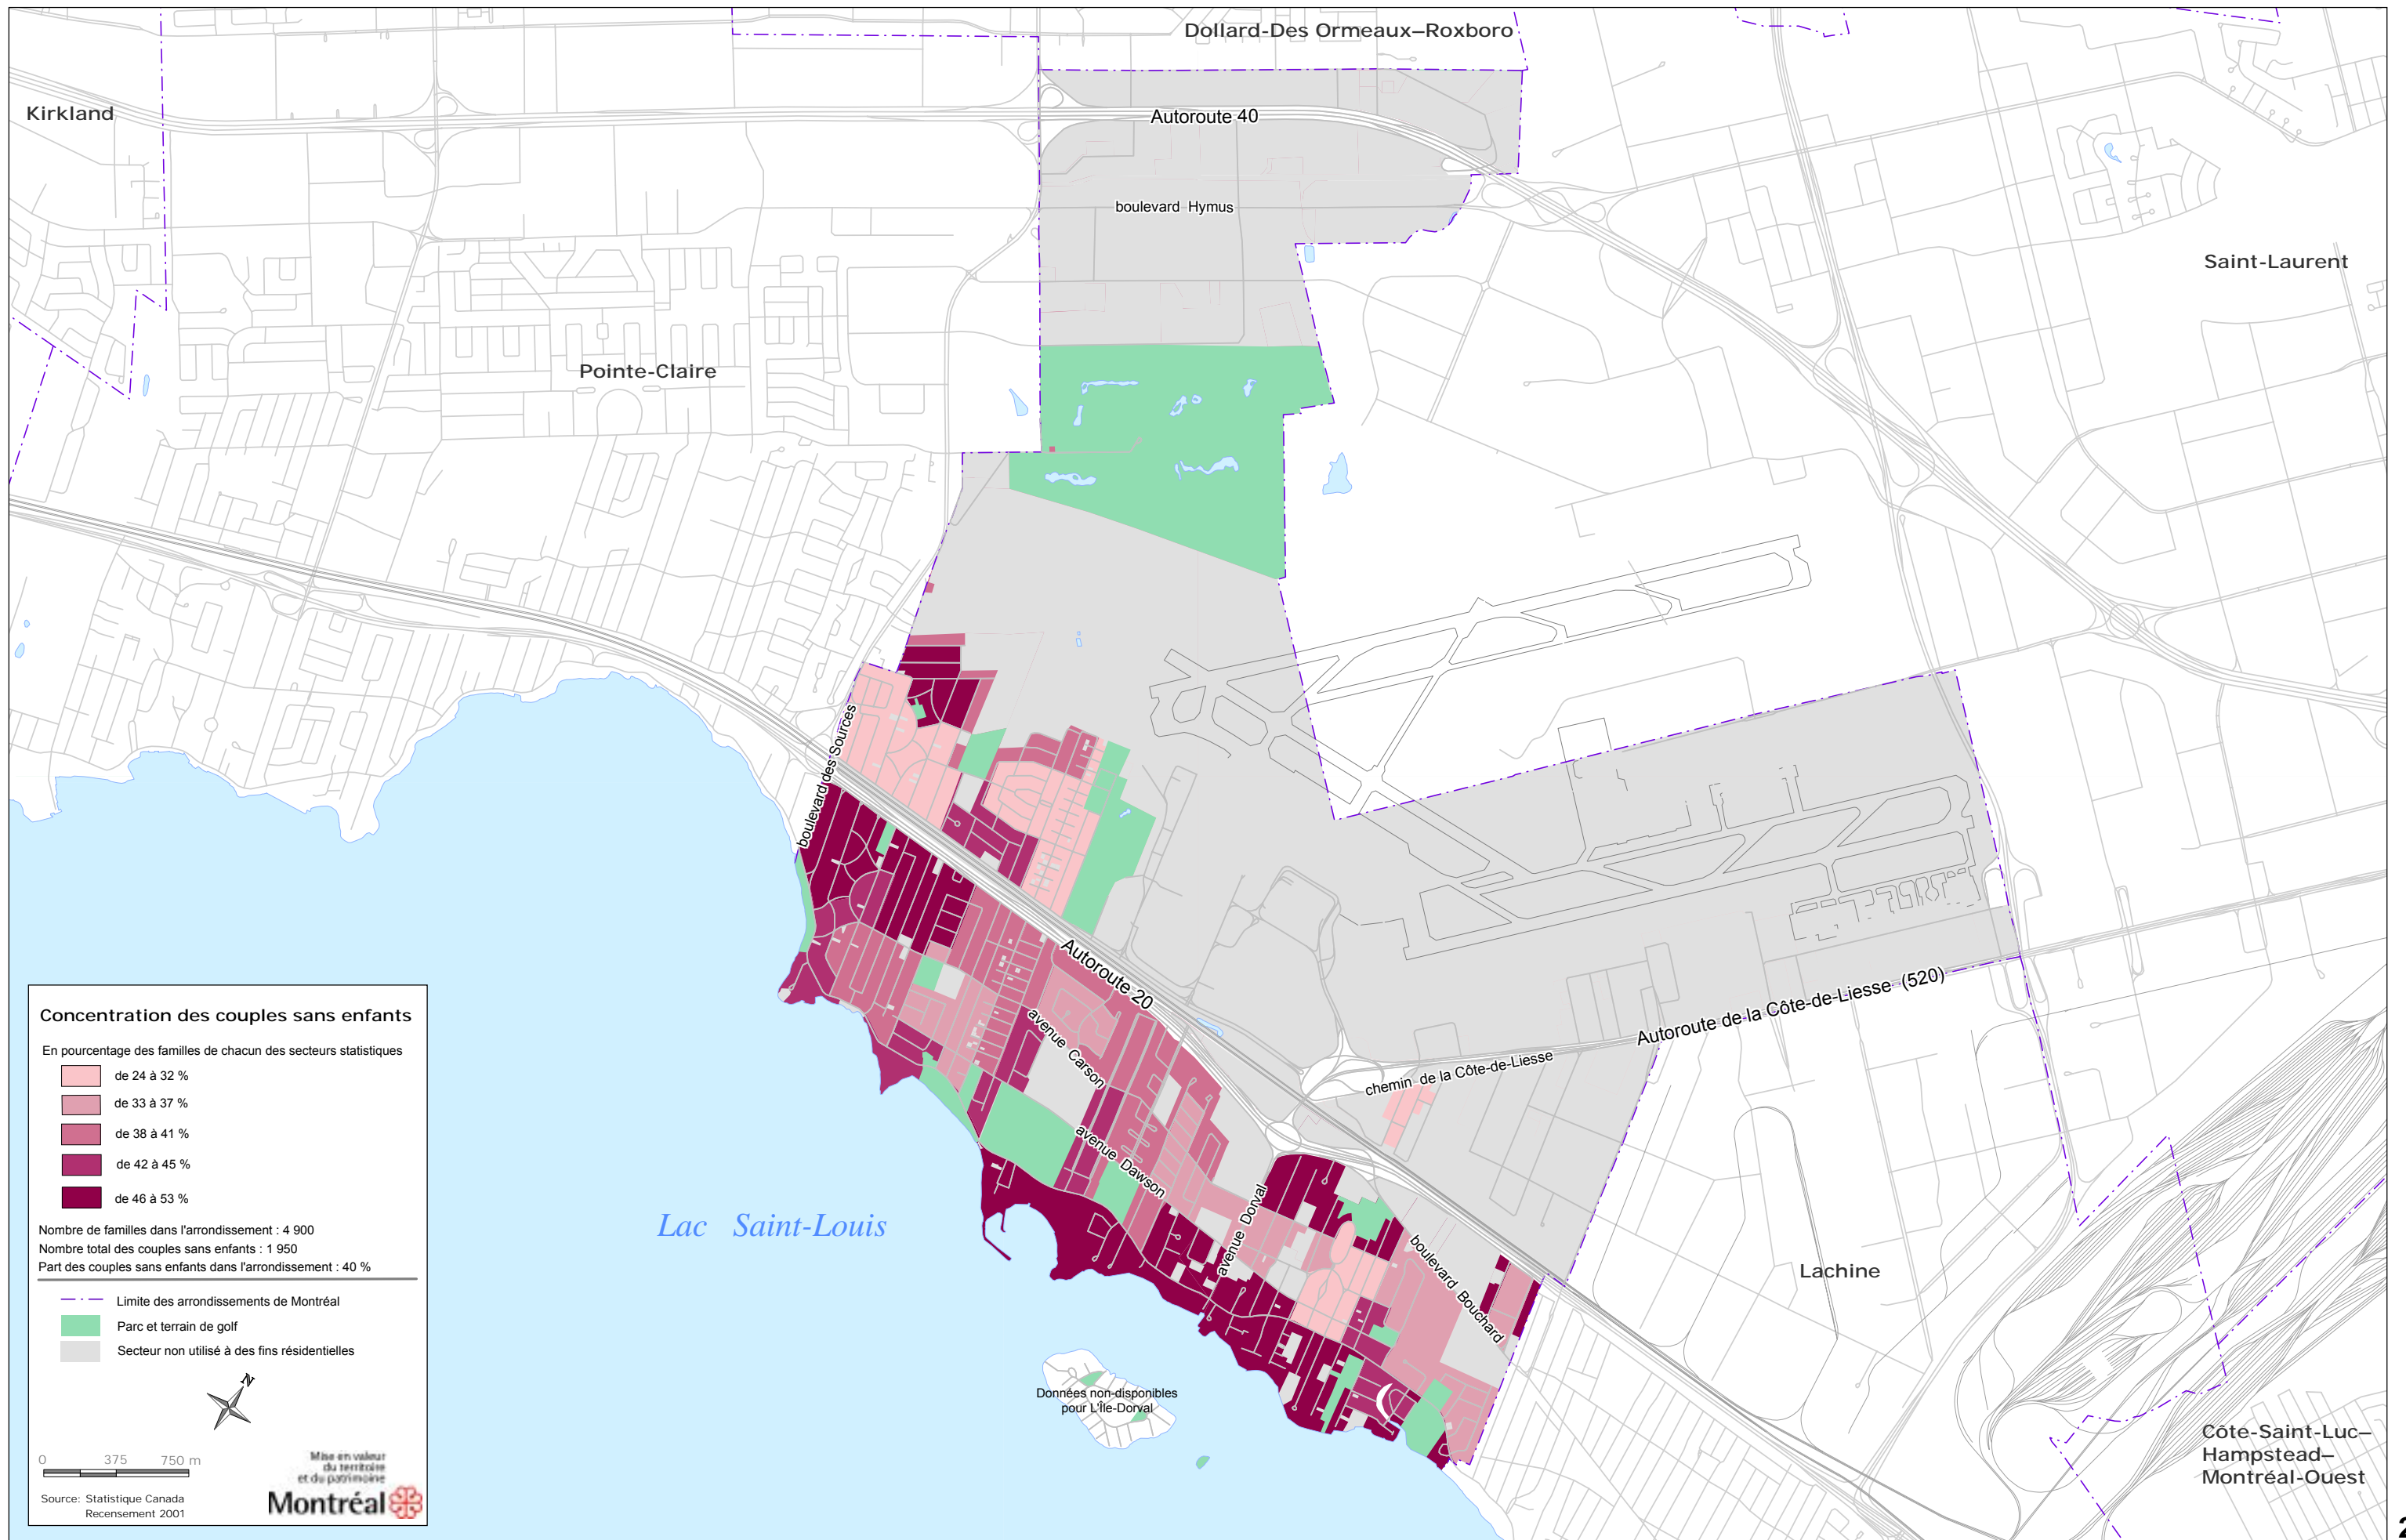 Dollard-Des Ormeaux–Roxboro
Kirkland
Autoroute 40
boulevard Hymus
Saint-Laurent
Pointe-Claire
boulevard des Sources
Autoroute 20
avenue Carson
Autoroute de la Côte-de-Liesse (520)
chemin de la Côte-de-Liesse
avenue Dawson
avenue Dorval
boulevard Bouchard
Lachine
Lac Saint-Louis
Données non-disponibles
pour L'Île-Dorval
Côte-Saint-Luc–
Hampstead–
Montréal-Ouest
Concentration des couples sans enfants
En pourcentage des familles de chacun des secteurs statistiques
de 24 à 32 %
de 33 à 37 %
de 38 à 41 %
de 42 à 45 %
de 46 à 53 %
Nombre de familles dans l'arrondissement : 4 900
Nombre total des couples sans enfants : 1 950
Part des couples sans enfants dans l'arrondissement : 40 %
Limite des arrondissements de Montréal
Parc et terrain de golf
Secteur non utilisé à des fins résidentielles
N
0 375 750 m
Mise en valeur
du territoire
et du patrimoine
Montréal
Source: Statistique Canada
Recensement 2001